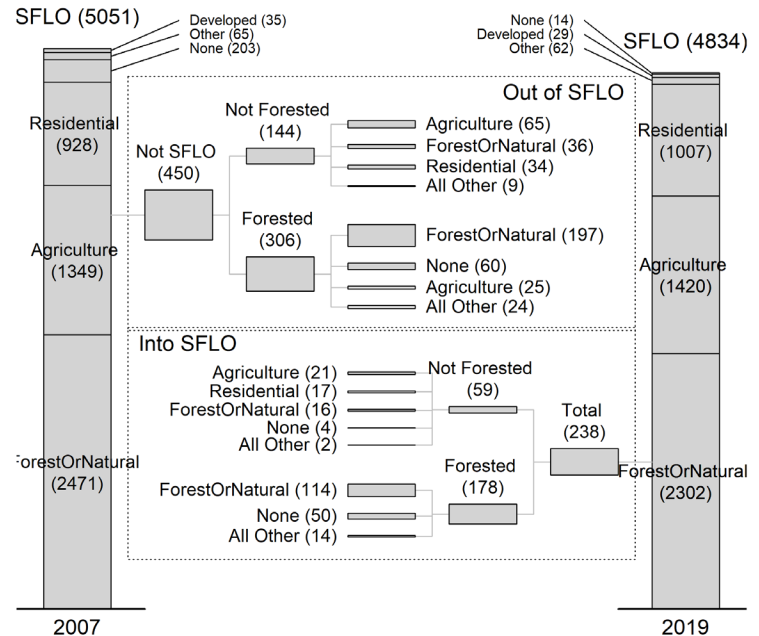 SFLO (5051)
Developed (35)
Other (65)
None (203)
Residential
(928)
Agriculture
(1349)
ForestOrNatural
(2471)
2007
Out of SFLO
Not SFLO
(450)
Not Forested
(144)
Agriculture (65)
ForestOrNatural (36)
Residential (34)
All Other (9)
Forested
(306)
ForestOrNatural (197)
None (60)
Agriculture (25)
All Other (24)
Into SFLO
Agriculture (21)
Residential (17)
ForestOrNatural (16)
None (4)
All Other (2)
Not Forested
(59)
ForestOrNatural (114)
None (50)
All Other (14)
Forested
(178)
Total
(238)
None (14)
Developed (29)
Other (62)
SFLO (4834)
Residential
(1007)
Agriculture
(1420)
ForestOrNatural
(2302)
2019